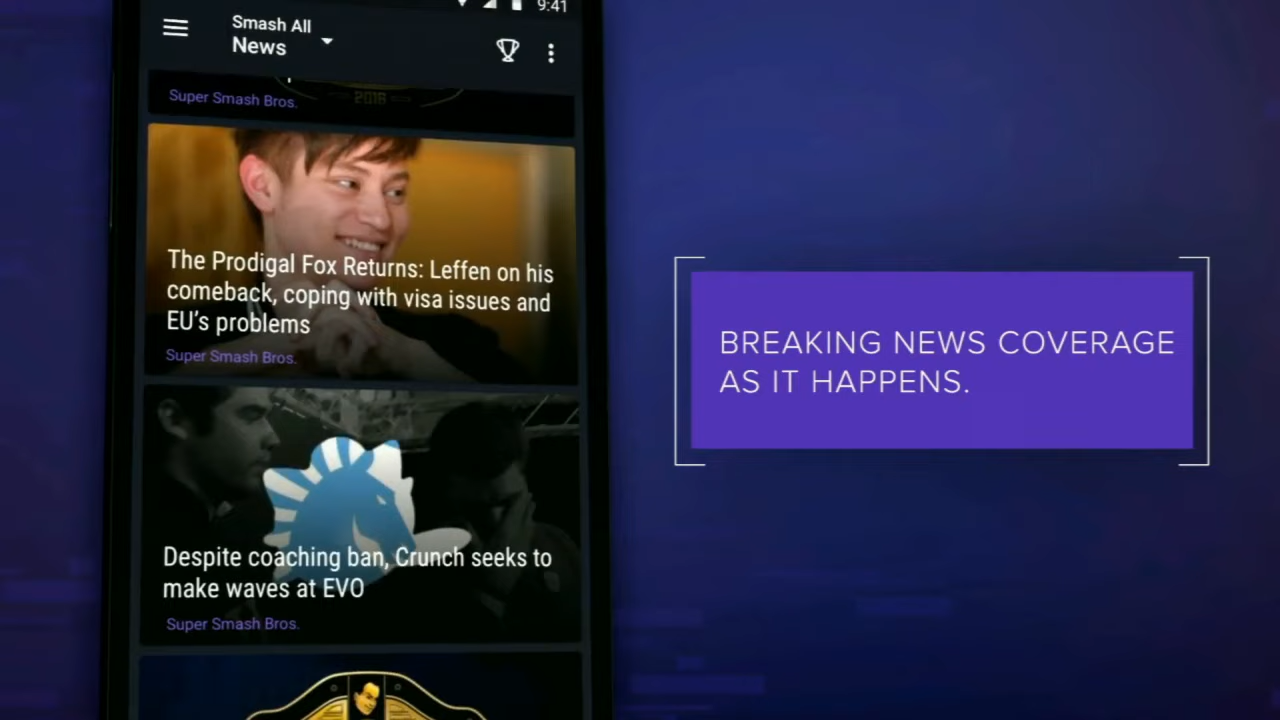 9:41
Smash All
News
2018
Super Smash Bros.
The Prodigal Fox Returns: Leffen on his
comeback, coping with visa issues and
EU's problems
Super Smash Bros.
Despite coaching ban, Crunch seeks to
make waves at EVO
Super Smash Bros.
BREAKING NEWS COVERAGE
AS IT HAPPENS.